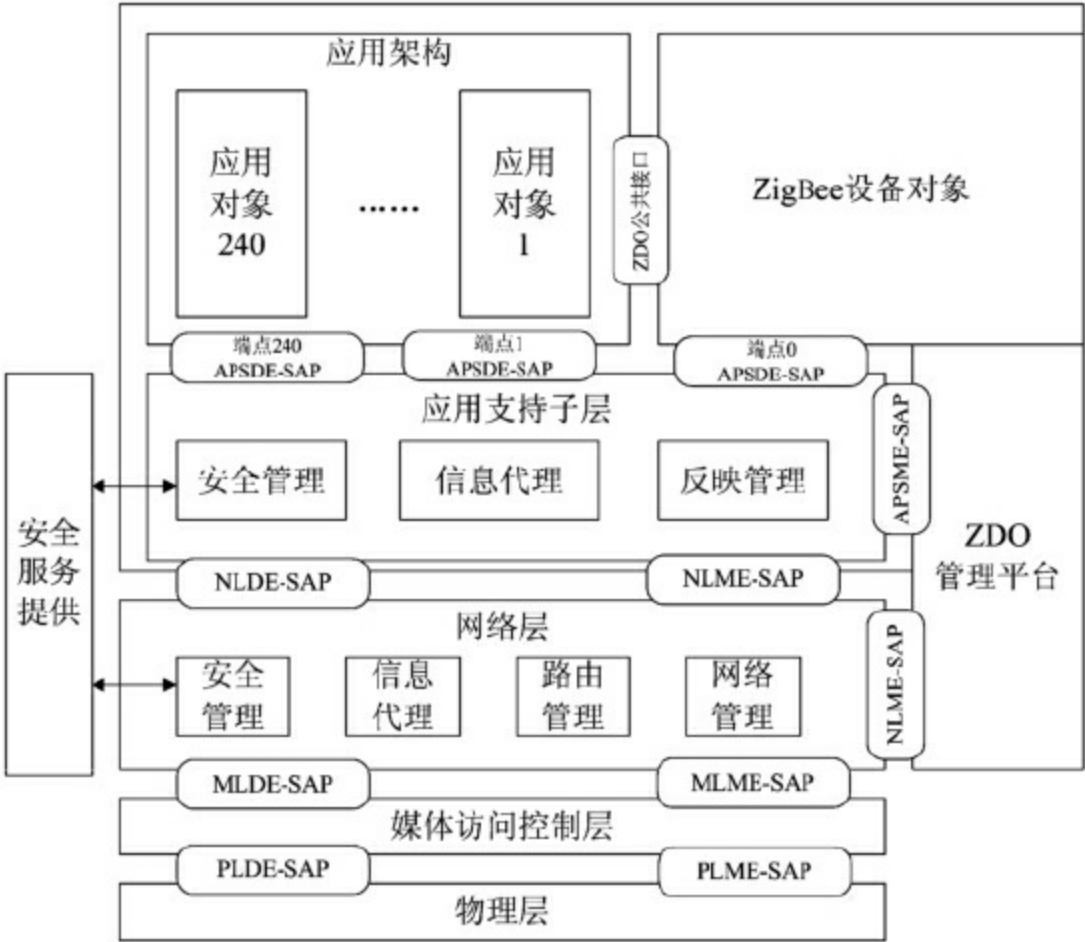 应用架构
应用
对象
240
......
应用
对象
1
ZDO公共接口
ZigBee设备对象
端点240
APSDE-SAP
端点1
APSDE-SAP
端点0
APSDE-SAP
应用支持子层
安全管理
信息代理
反映管理
APSME-SAP
安全
服务
提供
ZDO
管理平台
NLDE-SAP
NLME-SAP
网络层
安全
管理
信息
代理
路由
管理
网络
管理
NLME-SAP
MLDE-SAP
MLME-SAP
媒体访问控制层
PLDE-SAP
PLME-SAP
物理层